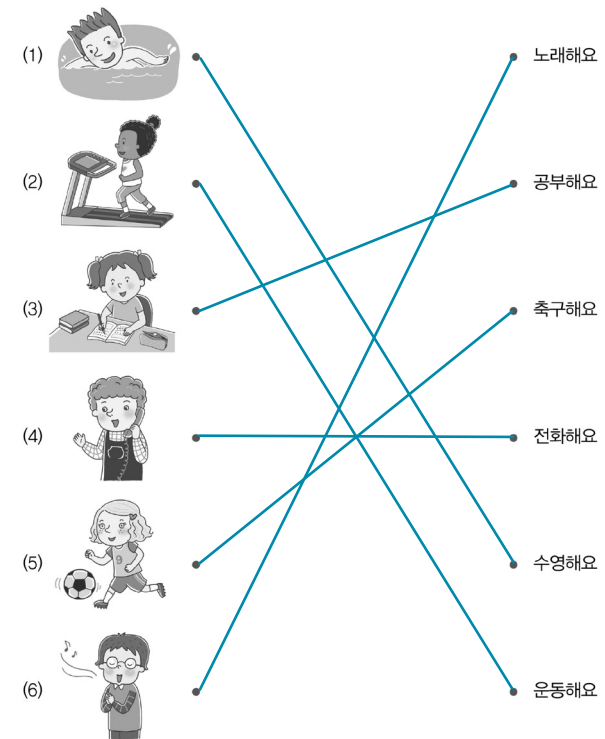 (1) 노래해요
(2) 공부해요
(3) 축구해요
(4) 전화해요
(5) 수영해요
(6) 운동해요